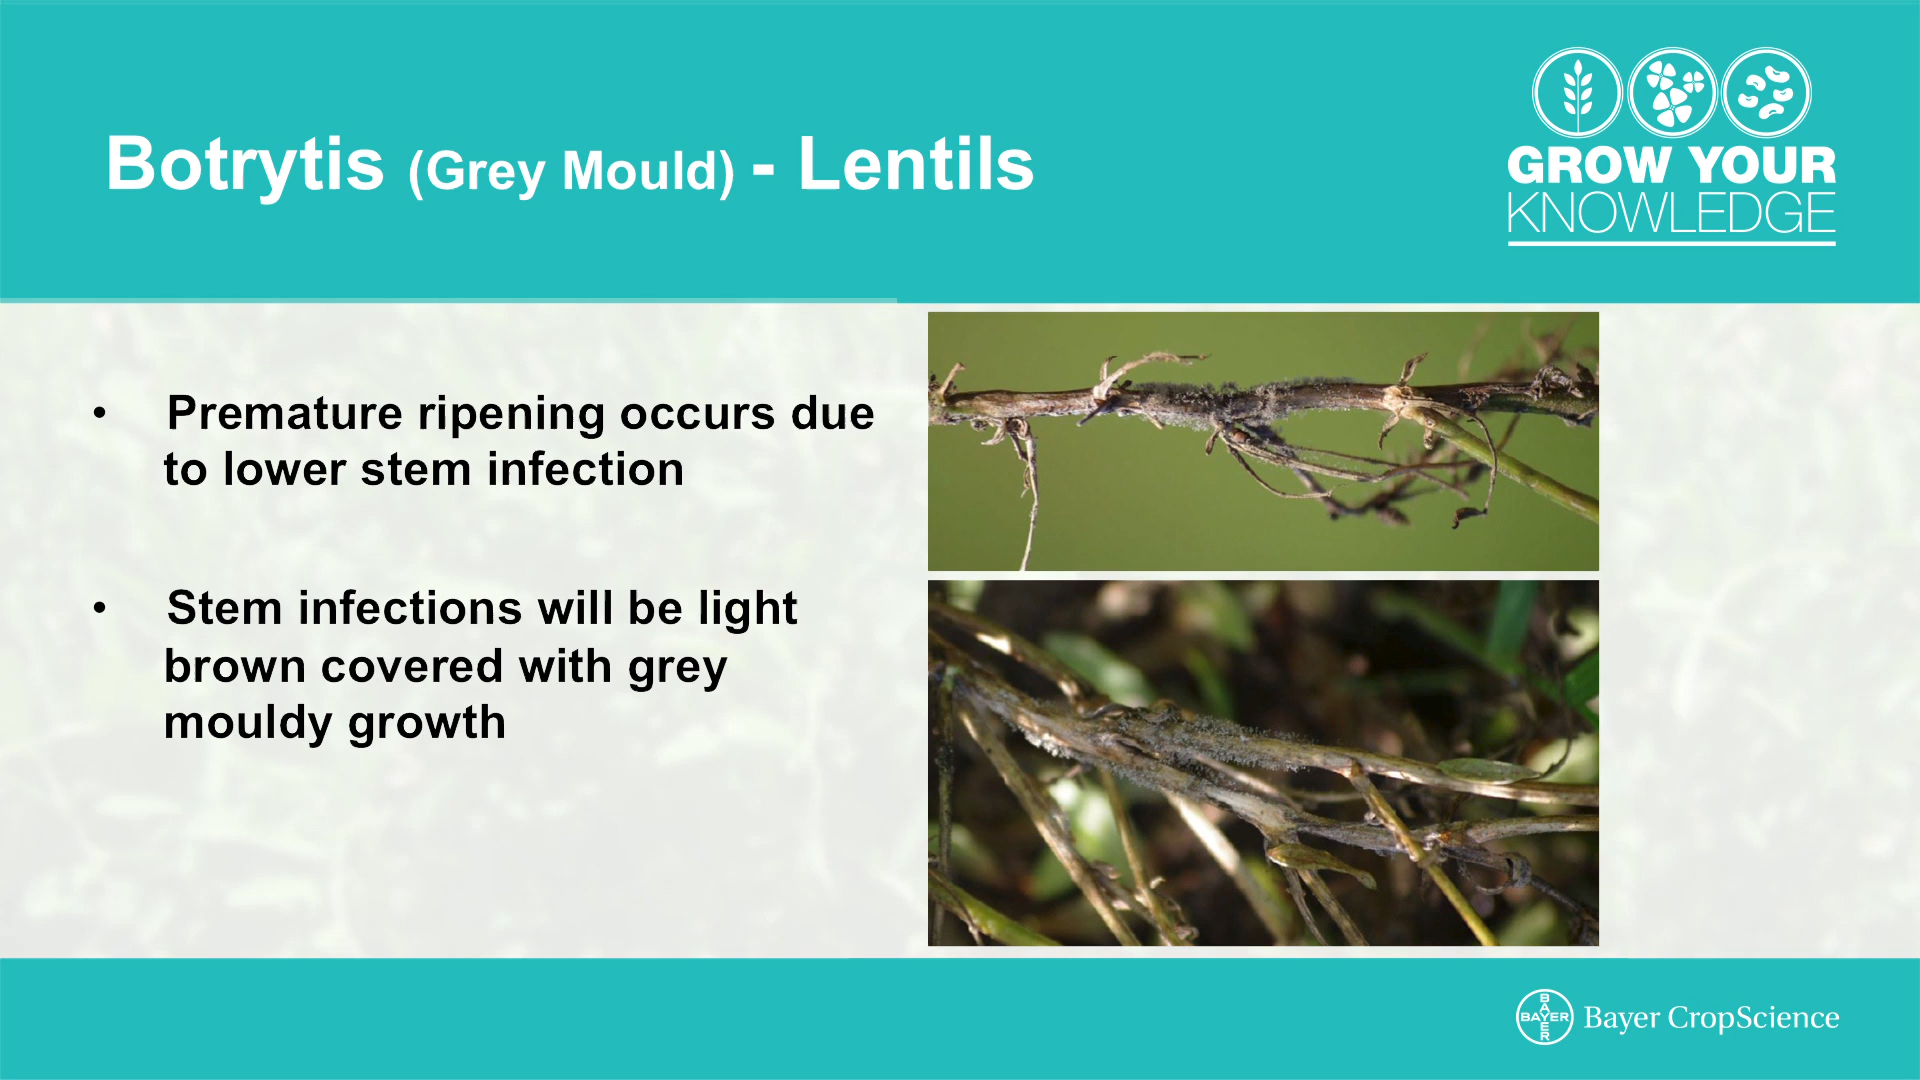 Botrytis (Grey Mould) - Lentils
GROW YOUR
KNOWLEDGE
• Premature ripening occurs due
to lower stem infection
• Stem infections will be light
brown covered with grey
mouldy growth
BAYER
BAYER
Bayer CropScience